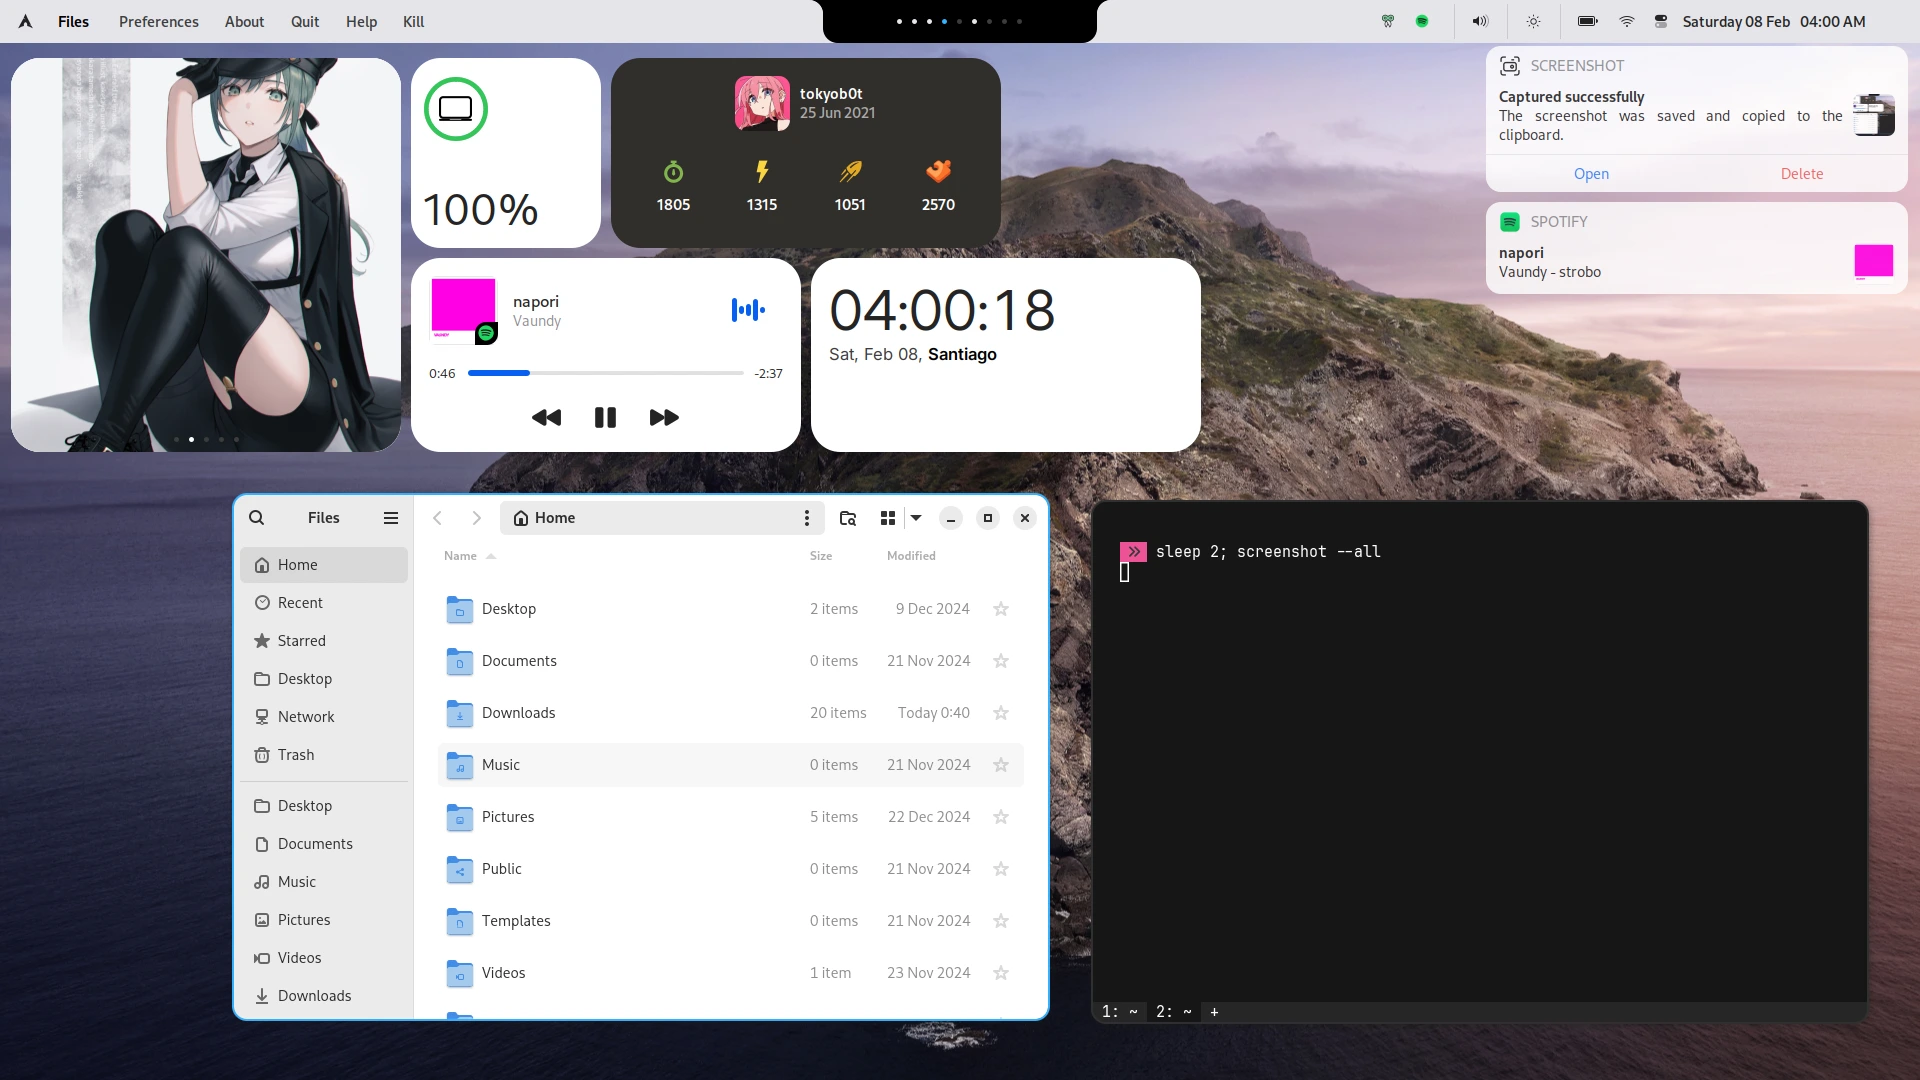 Files Preferences About Quit Help Kill
Saturday 08 Feb 04:00 AM
100%
tokyob0t
25 Jun 2021
1805 1315 1051 2570
napori
Vaundy
0:46 -2:37
04:00:18
Sat, Feb 08, Santiago
SCREENSHOT
Captured successfully
The screenshot was saved and copied to the
clipboard.
Open Delete
SPOTIFY
napori
Vaundy - strobo
Files
Home
Recent
Starred
Desktop
Network
Trash
Desktop
Documents
Music
Pictures
Videos
Downloads
Home
Name Size Modified
Desktop 2 items 9 Dec 2024
Documents 0 items 21 Nov 2024
Downloads 20 items Today 0:40
Music 0 items 21 Nov 2024
Pictures 5 items 22 Dec 2024
Public 0 items 21 Nov 2024
Templates 0 items 21 Nov 2024
Videos 1 item 23 Nov 2024
» sleep 2; screenshot --all
1: ~ 2: ~ +